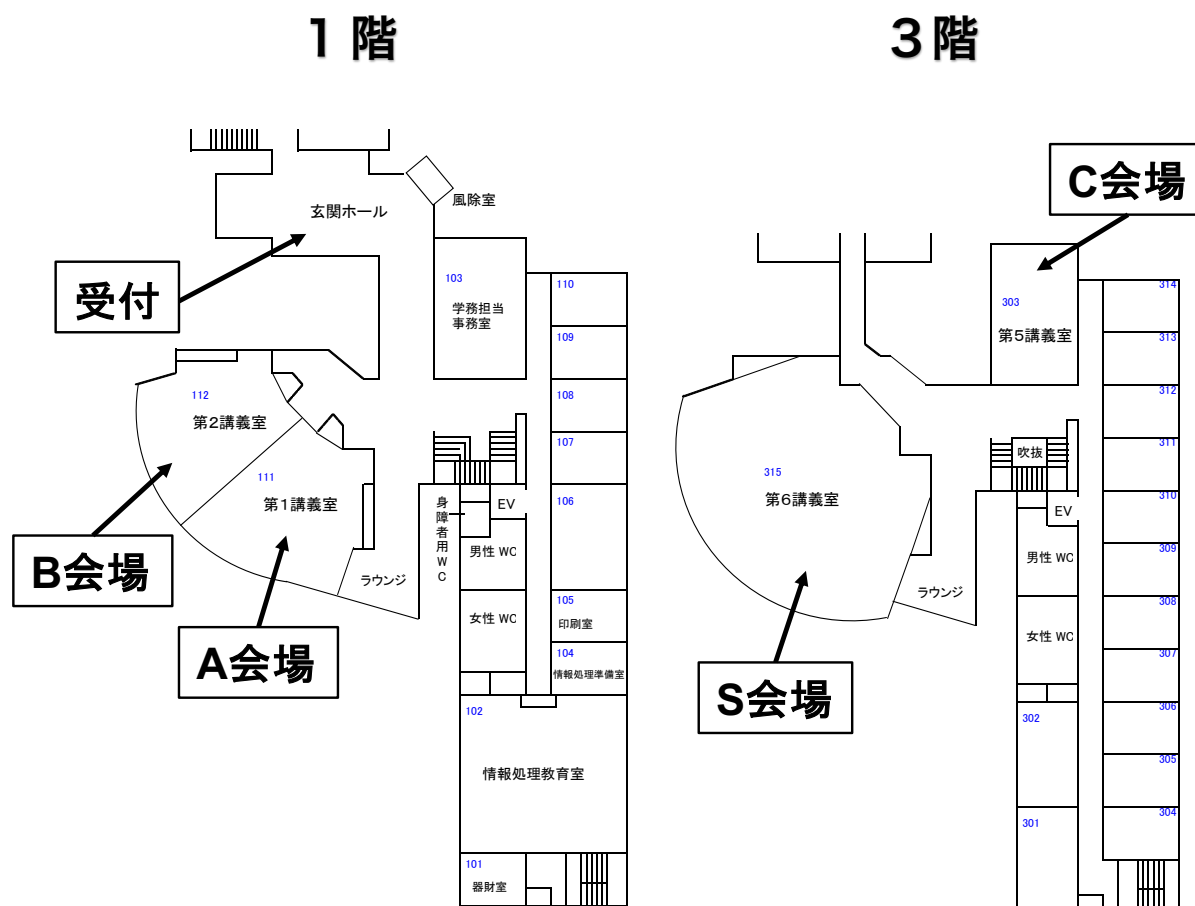 1階
3階
風除室
玄関ホール
C会場
受付
103
学務担当
事務室
110
109
108
107
106
105
印刷室
104
情報処理準備室
112
第2講義室
111
第1講義室
ラウンジ
身障者用WC
EV
男性 WC
女性 WC
B会場
A会場
102
情報処理教育室
101
器財室
303
第5講義室
314
313
312
311
310
309
308
307
306
305
304
吹抜
EV
315
第6講義室
ラウンジ
男性 WC
女性 WC
S会場
302
301